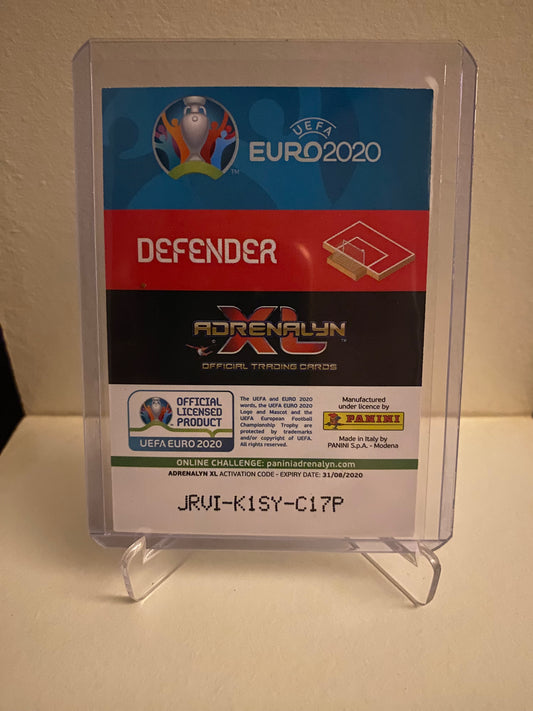 UEFA
EURO2020
™
DEFENDER
ADRENALYN
XL
™
OFFICIAL TRADING CARDS
OFFICIAL
LICENSED
PRODUCT
UEFA EURO 2020
The UEFA and EURO 2020
words, the UEFA EURO 2020
Logo and Mascot and the
UEFA European Football
Championship Trophy are
protected by trademarks
and/or copyright of UEFA.
All rights reserved.
Manufactured
under licence by
PANINI
Made in Italy by
PANINI S.p.A. - Modena
ONLINE CHALLENGE: paniniadrenalyn.com
ADRENALYN XL ACTIVATION CODE - EXPIRY DATE: 31/08/2020
JRVI-K1SY-C17P